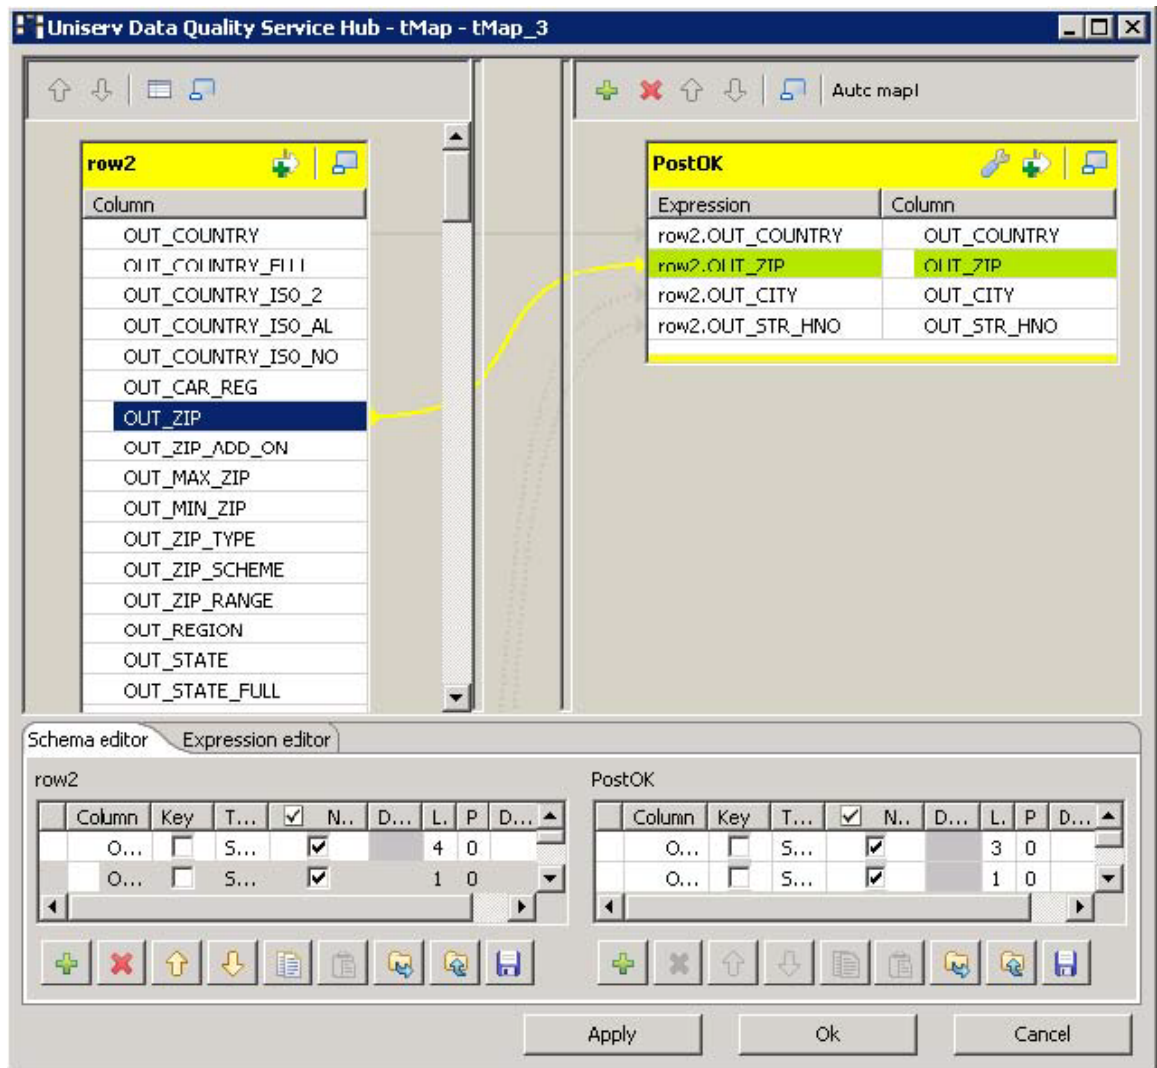 Uniserv Data Quality Service Hub - tMap - tMap_3
Auto map!
row2
Column
OUT_COUNTRY
OUT_COUNTRY_FULL
OUT_COUNTRY_ISO_2
OUT_COUNTRY_ISO_AL
OUT_COUNTRY_ISO_NO
OUT_CAR_REG
OUT_ZIP
OUT_ZIP_ADD_ON
OUT_MAX_ZIP
OUT_MIN_ZIP
OUT_ZIP_TYPE
OUT_ZIP_SCHEME
OUT_ZIP_RANGE
OUT_REGION
OUT_STATE
OUT_STATE_FULL
PostOK
Expression Column
row2.OUT_COUNTRY OUT_COUNTRY
row2.OUT_ZIP OUT_ZIP
row2.OUT_CITY OUT_CITY
row2.OUT_STR_HNO OUT_STR_HNO
Schema editor Expression editor
row2
Column Key T... N.. D... L. P D...
O... S... 4 0
O... S... 1 0
PostOK
Column Key T... N.. D... L. P D...
O... S... 3 0
O... S... 1 0
Apply Ok Cancel